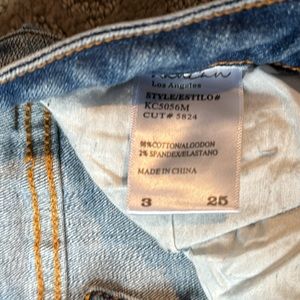 Los Angeles
STYLE/ESTILO#
KC5056M
CUT# 5824
98%COTTON/ALGODON
2% SPANDEX/ELASTANO
MADE IN CHINA
3 25